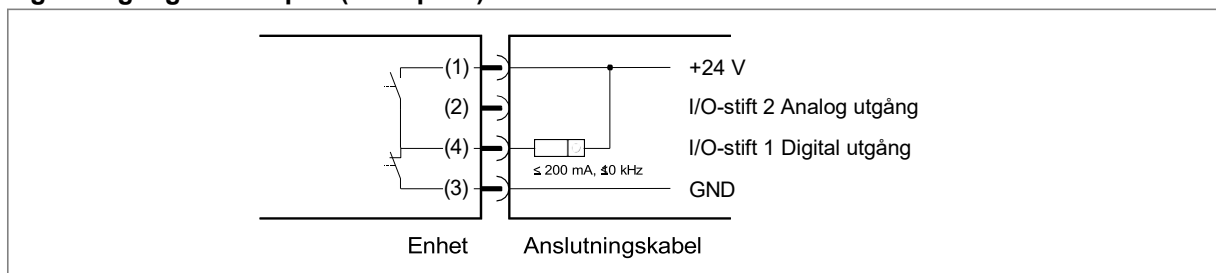 (1) +24 V
(2) I/O-stift 2 Analog utgång
(4) I/O-stift 1 Digital utgång
≤ 200 mA, ≤10 kHz
(3) GND
Enhet Anslutningskabel